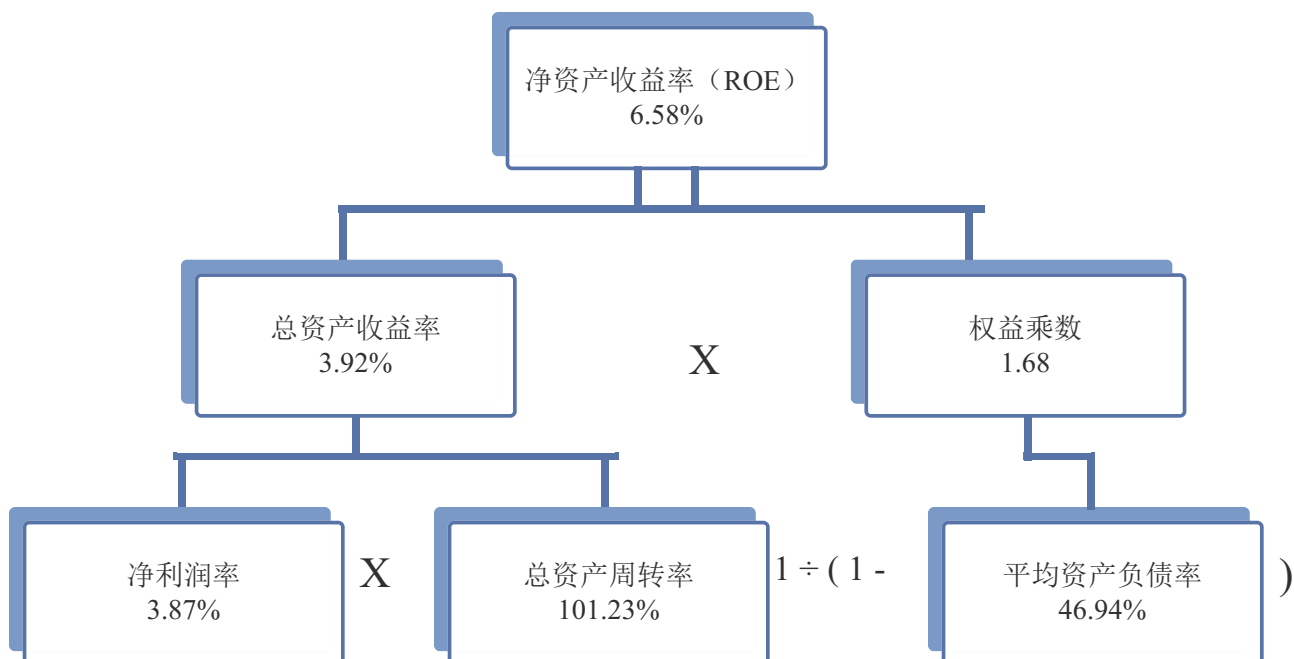 净资产收益率（ROE）
6.58%
总资产收益率
3.92%
X
权益乘数
1.68
净利润率
3.87%
X
总资产周转率
101.23%
1 ÷ ( 1 -
平均资产负债率
46.94%
)